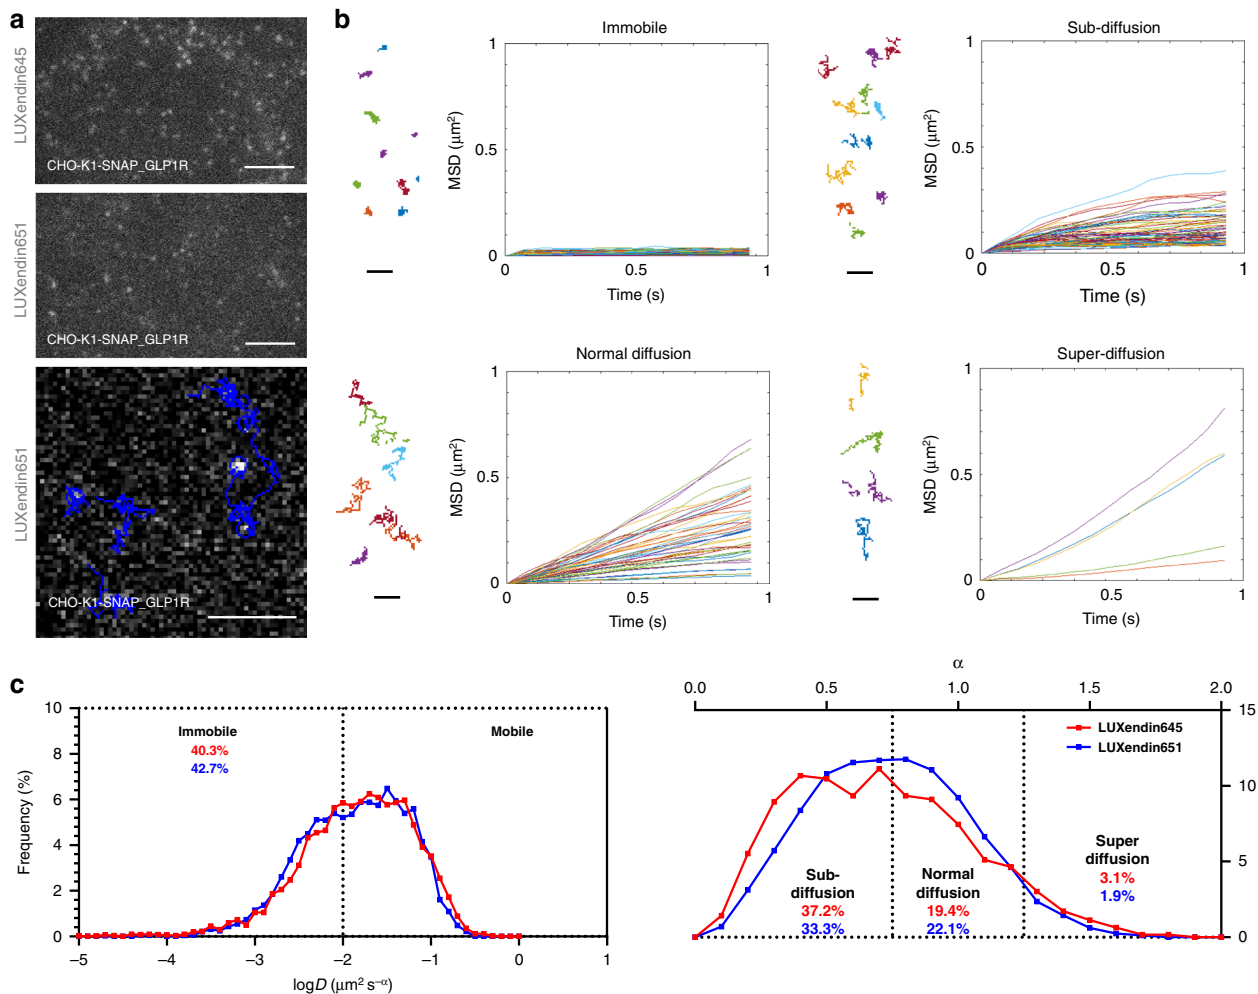 a
LUXendin645
CHO-K1-SNAP_GLP1R
LUXendin651
CHO-K1-SNAP_GLP1R
LUXendin651
CHO-K1-SNAP_GLP1R
b
Immobile
MSD (μm²)
1
0.5
0
0
0.5
1
Time (s)
Sub-diffusion
MSD (μm²)
1
0.5
0
0
0.5
1
Time (s)
Normal diffusion
MSD (μm²)
1
0.5
0
0
0.5
1
Time (s)
Super-diffusion
MSD (μm²)
1
0.5
0
0
0.5
1
Time (s)
c
Frequency (%)
10
8
6
4
2
0
Immobile
40.3%
42.7%
Mobile
–5
–4
–3
–2
–1
0
1
logD (μm² s⁻ᵅ)
α
0.0
0.5
1.0
1.5
2.0
15
10
5
0
LUXendin645
LUXendin651
Sub-
diffusion
37.2%
33.3%
Normal
diffusion
19.4%
22.1%
Super
diffusion
3.1%
1.9%